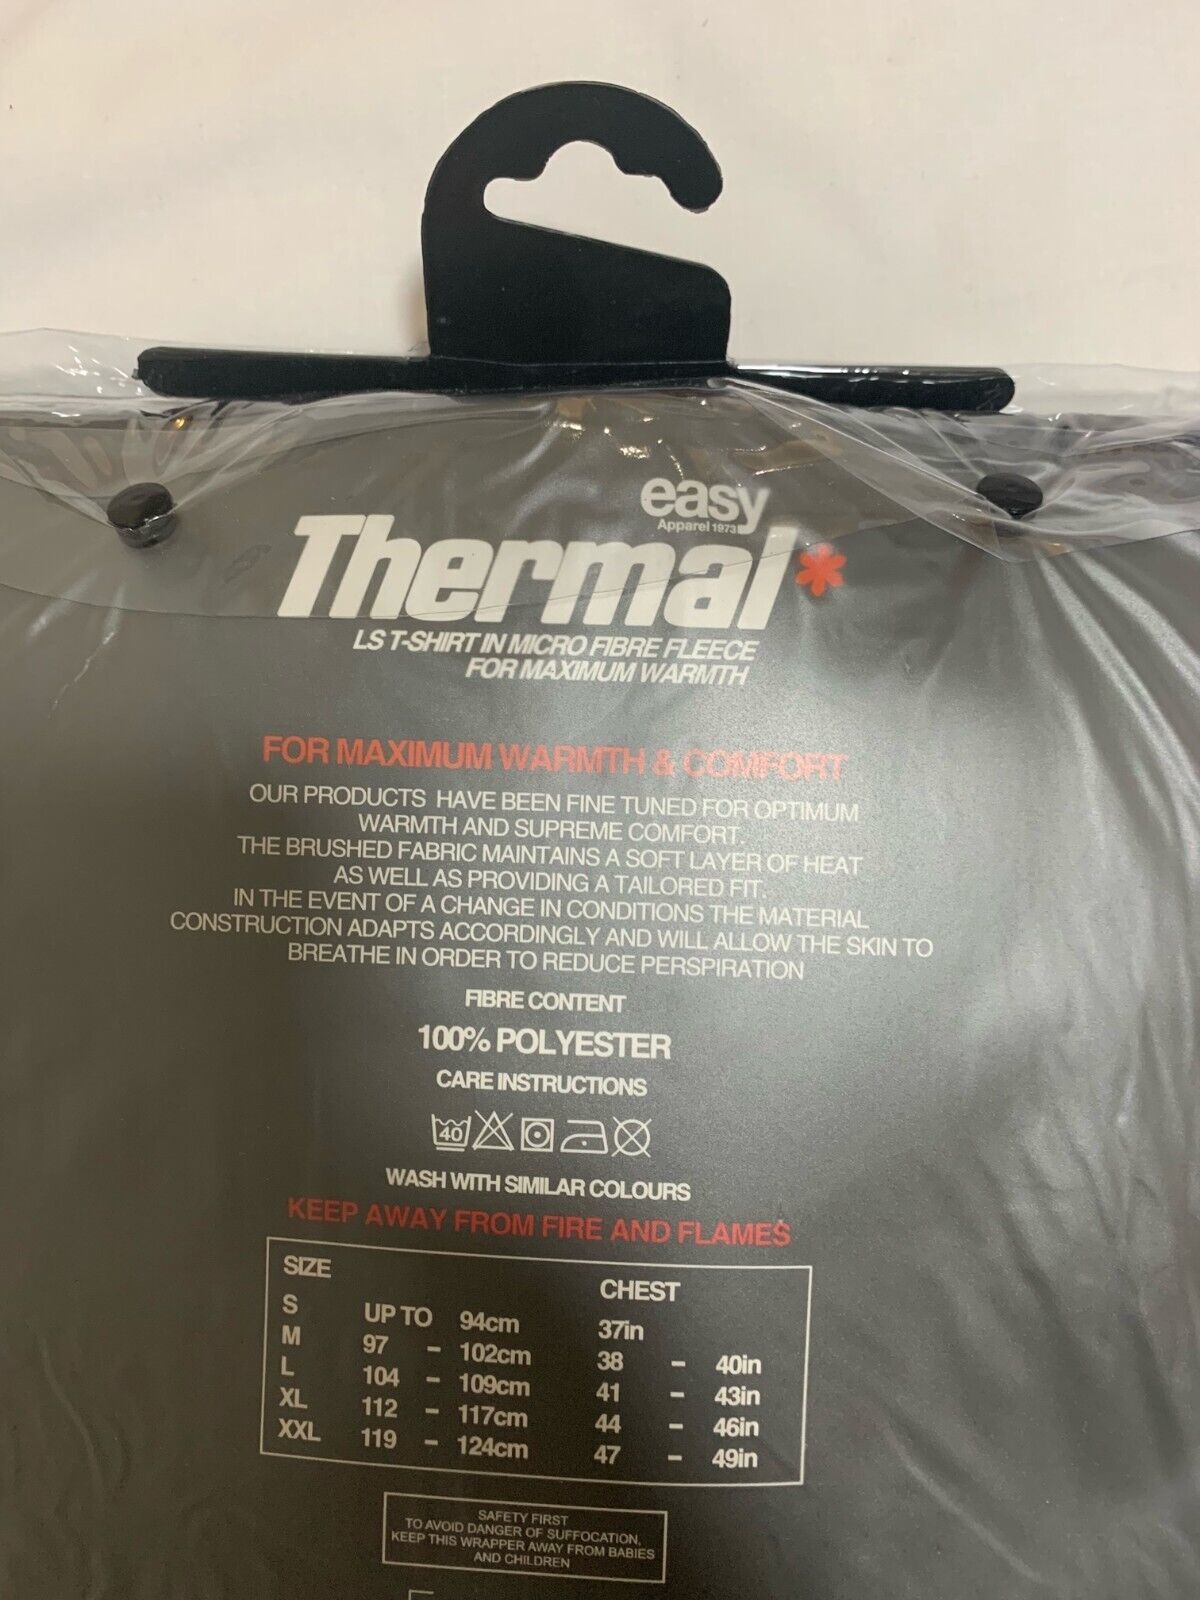 easy
Apparel 1973
Thermal*
LS T-SHIRT IN MICRO FIBRE FLEECE
FOR MAXIMUM WARMTH
FOR MAXIMUM WARMTH & COMFORT
OUR PRODUCTS HAVE BEEN FINE TUNED FOR OPTIMUM
WARMTH AND SUPREME COMFORT.
THE BRUSHED FABRIC MAINTAINS A SOFT LAYER OF HEAT
AS WELL AS PROVIDING A TAILORED FIT.
IN THE EVENT OF A CHANGE IN CONDITIONS THE MATERIAL
CONSTRUCTION ADAPTS ACCORDINGLY AND WILL ALLOW THE SKIN TO
BREATHE IN ORDER TO REDUCE PERSPIRATION
FIBRE CONTENT
100% POLYESTER
CARE INSTRUCTIONS
40
WASH WITH SIMILAR COLOURS
KEEP AWAY FROM FIRE AND FLAMES
SIZE CHEST
S UP TO 94cm 37in
M 97 - 102cm 38 - 40in
L 104 - 109cm 41 - 43in
XL 112 - 117cm 44 - 46in
XXL 119 - 124cm 47 - 49in
SAFETY FIRST
TO AVOID DANGER OF SUFFOCATION,
KEEP THIS WRAPPER AWAY FROM BABIES
AND CHILDREN